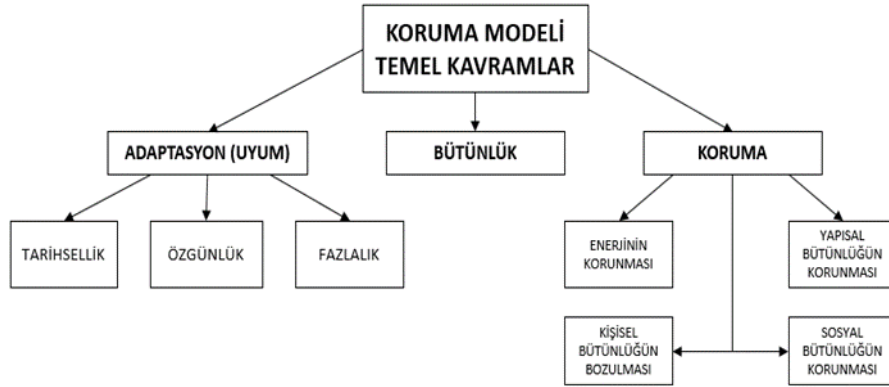 KORUMA MODELİ
TEMEL KAVRAMLAR
ADAPTASYON (UYUM)
BÜTÜNLÜK
KORUMA
TARİHSELLİK
ÖZGÜNLÜK
FAZLALIK
ENERJİNİN
KORUNMASI
YAPISAL
BÜTÜNLÜĞÜN
KORUNMASI
KİŞİSEL
BÜTÜNLÜĞÜN
BOZULMASI
SOSYAL
BÜTÜNLÜĞÜN
KORUNMASI